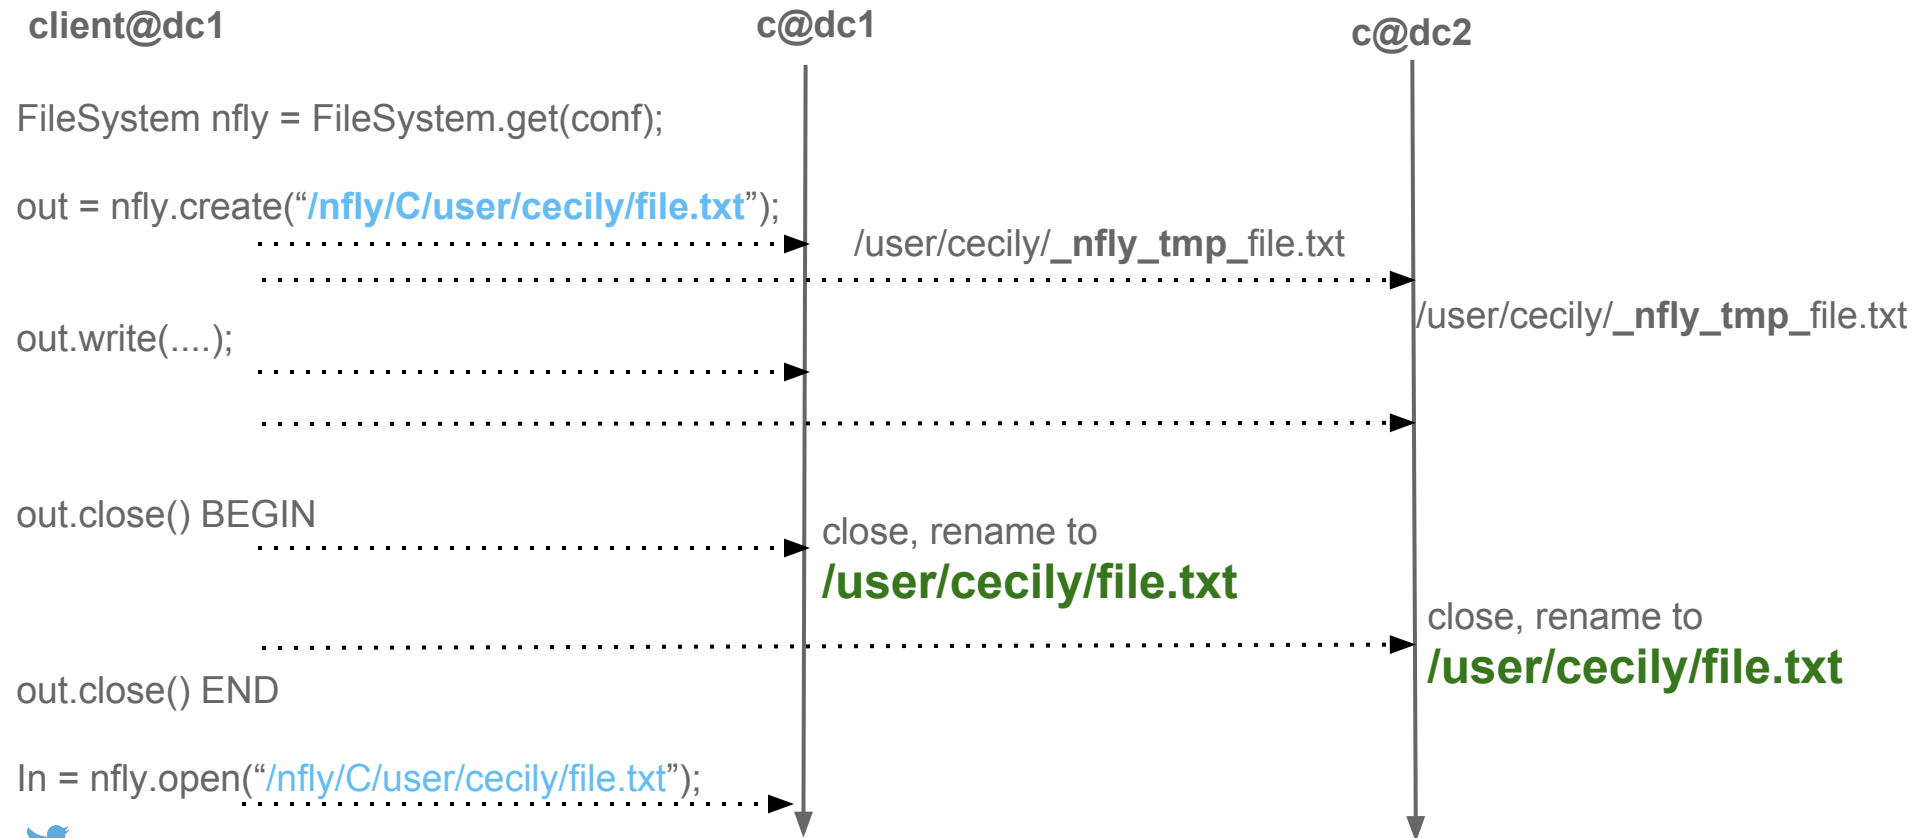 client@dc1
c@dc1
c@dc2
FileSystem nfly = FileSystem.get(conf);
out = nfly.create(“/nfly/C/user/cecily/file.txt”);
/user/cecily/_nfly_tmp_file.txt
/user/cecily/_nfly_tmp_file.txt
out.write(....);
out.close() BEGIN
close, rename to
/user/cecily/file.txt
close, rename to
/user/cecily/file.txt
out.close() END
In = nfly.open(“/nfly/C/user/cecily/file.txt”);